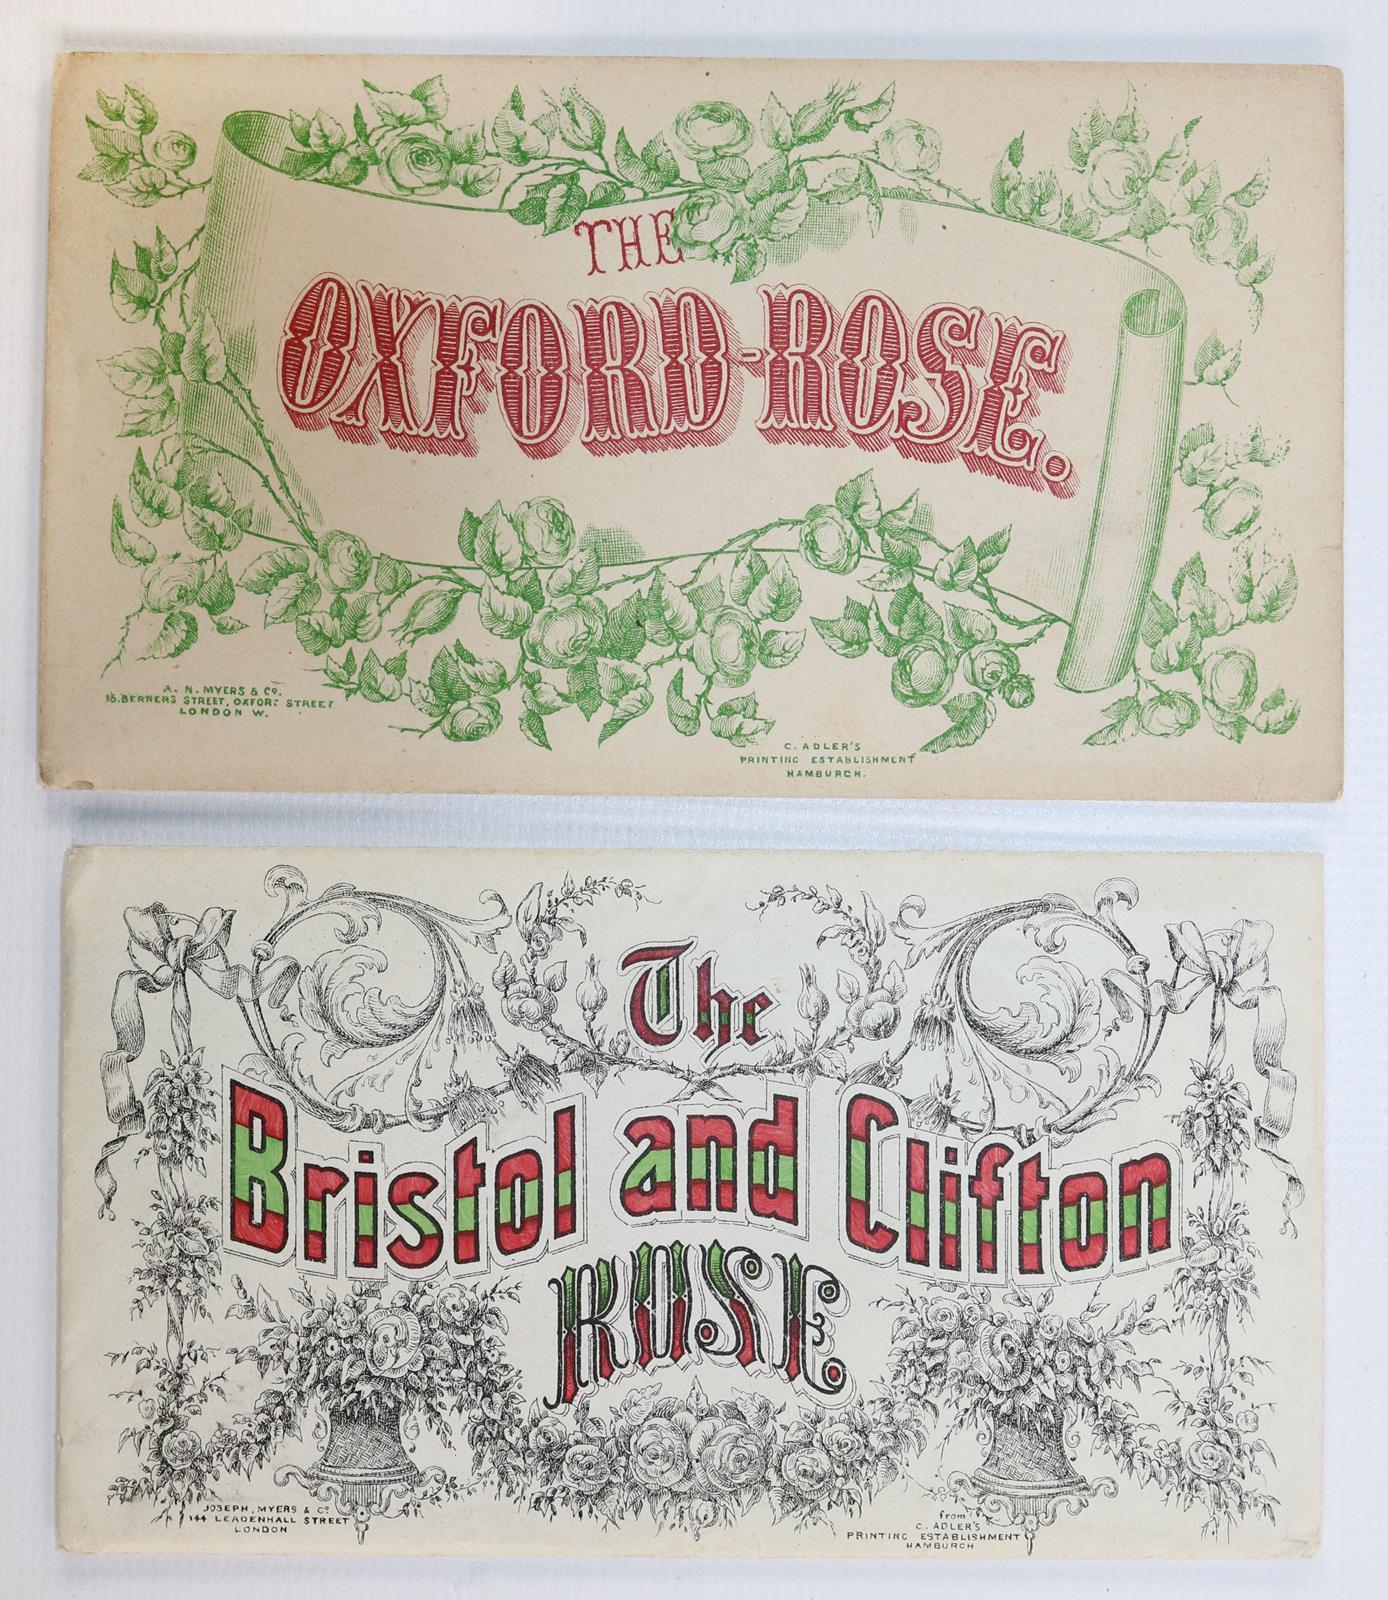 THE
OXFORD-ROSE.
A. N. MYERS & Co.
15. BERNERS STREET, OXFORT STREET
LONDON W.
C. ADLER'S
PRINTING ESTABLISHMENT
HAMBURGH.
The
Bristol and Clifton
ROSE.
JOSEPH, MYERS & Co
144 LEADENHALL STREET
LONDON
from
C. ADLER'S
PRINTING ESTABLISHMENT
HAMBURGH